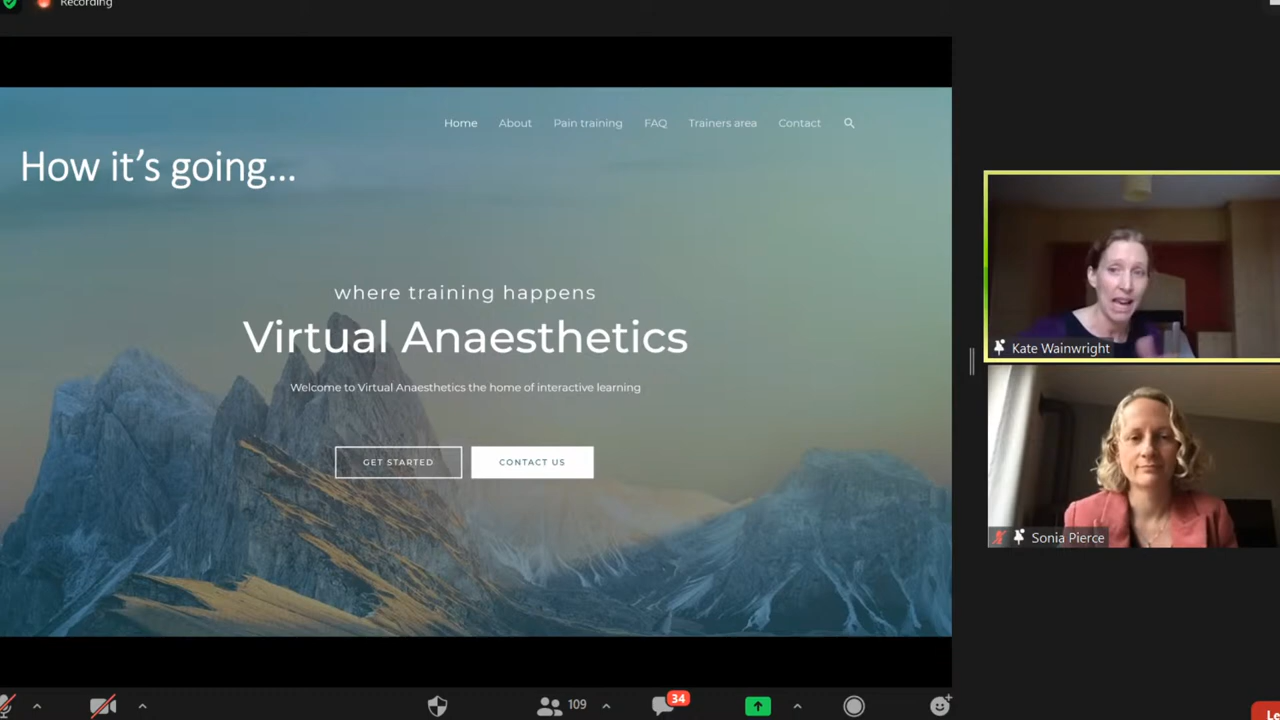 Recording
Home About Pain training FAQ Trainers area Contact
How it's going...
where training happens
Virtual Anaesthetics
Welcome to Virtual Anaesthetics the home of interactive learning
GET STARTED CONTACT US
Kate Wainwright
Sonia Pierce
109
34